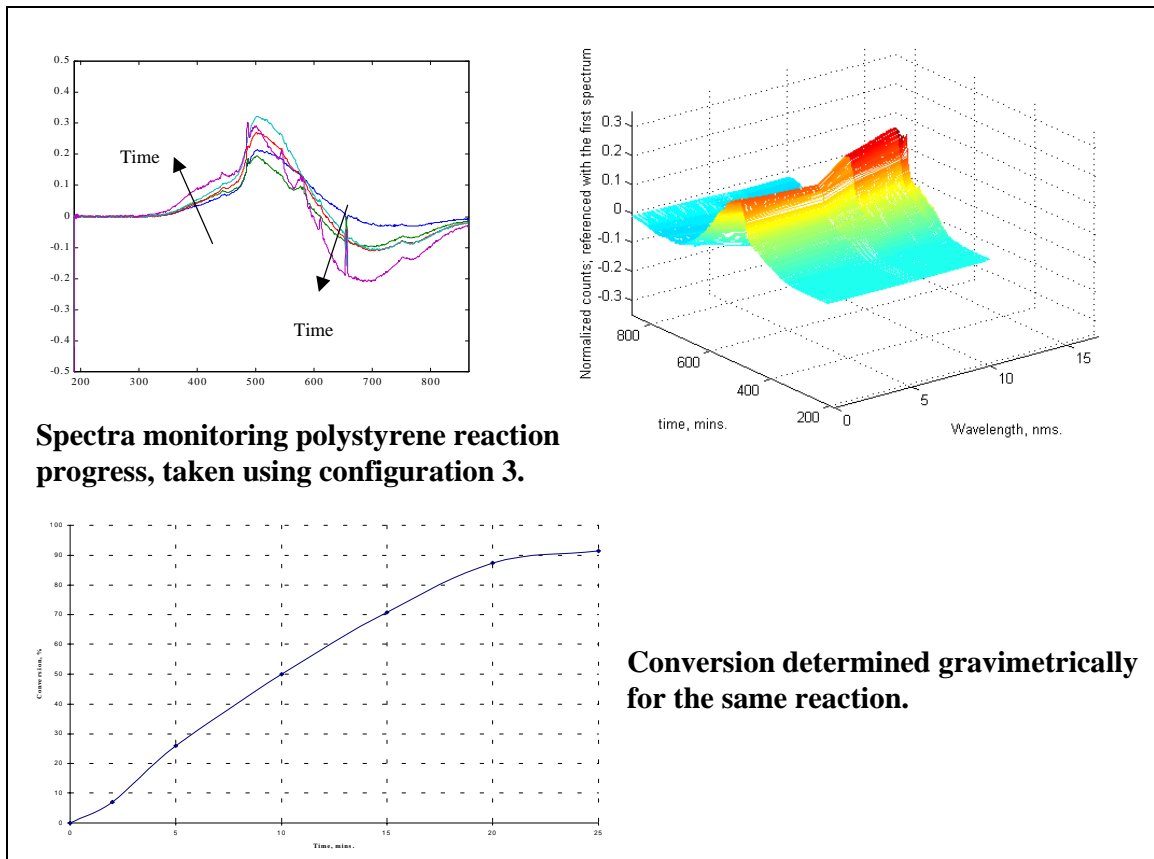 0.5
0.4
0.3
0.2
0.1
0
-0.1
-0.2
-0.3
-0.4
-0.5
200 300 400 500 600 700 800
Time
Time
Normalized counts; referenced with the first spectrum
0.3
0.2
0.1
0
-0.1
-0.2
-0.3
800
600
400
200
0
5
10
15
time, mins.
Wavelength, nms.
Spectra monitoring polystyrene reaction
progress, taken using configuration 3.
100
90
80
70
60
50
40
30
20
10
0
0 5 10 15 20 25
Conversion, %
Time, mins.
Conversion determined gravimetrically
for the same reaction.